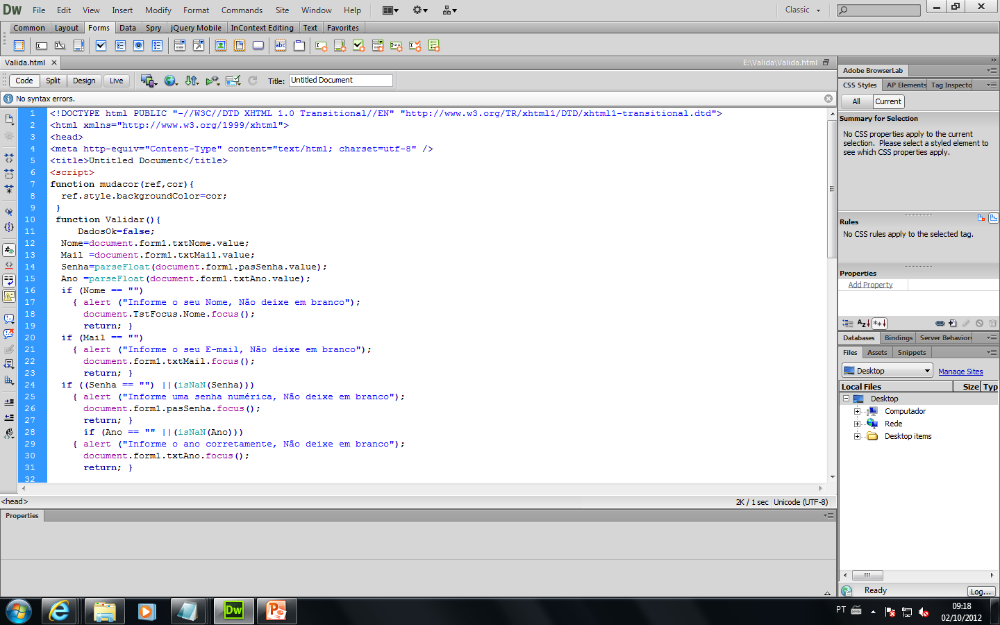 Dw File Edit View Insert Modify Format Commands Site Window Help Classic
Common Layout Forms Data Spry jQuery Mobile InContext Editing Text Favorites
Valida.html E:\Valida\Valida.html
Code Split Design Live Title: Untitled Document
No syntax errors.
1 <!DOCTYPE html PUBLIC "-//W3C//DTD XHTML 1.0 Transitional//EN" "http://www.w3.org/TR/xhtml1/DTD/xhtml1-transitional.dtd">
2 <html xmlns="http://www.w3.org/1999/xhtml">
3 <head>
4 <meta http-equiv="Content-Type" content="text/html; charset=utf-8" />
5 <title>Untitled Document</title>
6 <script>
7 function mudacor(ref,cor){
8 ref.style.backgroundColor=cor;
9 }
10 function Validar(){
11 DadosOk=false;
12 Nome=document.form1.txtNome.value;
13 Mail =document.form1.txtMail.value;
14 Senha=parseFloat(document.form1.pasSenha.value);
15 Ano =parseFloat(document.form1.txtAno.value);
16 if (Nome == "")
17 { alert ("Informe o seu Nome, Não deixe em branco");
18 document.TstFocus.Nome.focus();
19 return; }
20 if (Mail == "")
21 { alert ("Informe o seu E-mail, Não deixe em branco");
22 document.form1.txtMail.focus();
23 return; }
24 if ((Senha == "") ||(isNaN(Senha)))
25 { alert ("Informe uma senha numérica, Não deixe em branco");
26 document.form1.pasSenha.focus();
27 return; }
28 if (Ano == "" ||(isNaN(Ano)))
29 { alert ("Informe o ano corretamente, Não deixe em branco");
30 document.form1.txtAno.focus();
31 return; }
32
<head> 2K / 1 sec Unicode (UTF-8)
Properties
Adobe BrowserLab
CSS Styles AP Elements Tag Inspecto
All Current
Summary for Selection
No CSS properties apply to the current
selection. Please select a styled element to
see which CSS properties apply.
Rules
No CSS rules apply to the selected tag.
Properties
Add Property
Databases Bindings Server Behaviors
Files Assets Snippets
Desktop Manage Sites
Local Files Size Typ
Desktop
Computador
Rede
Desktop items
Ready Log...
Dw PT 09:18
02/10/2012